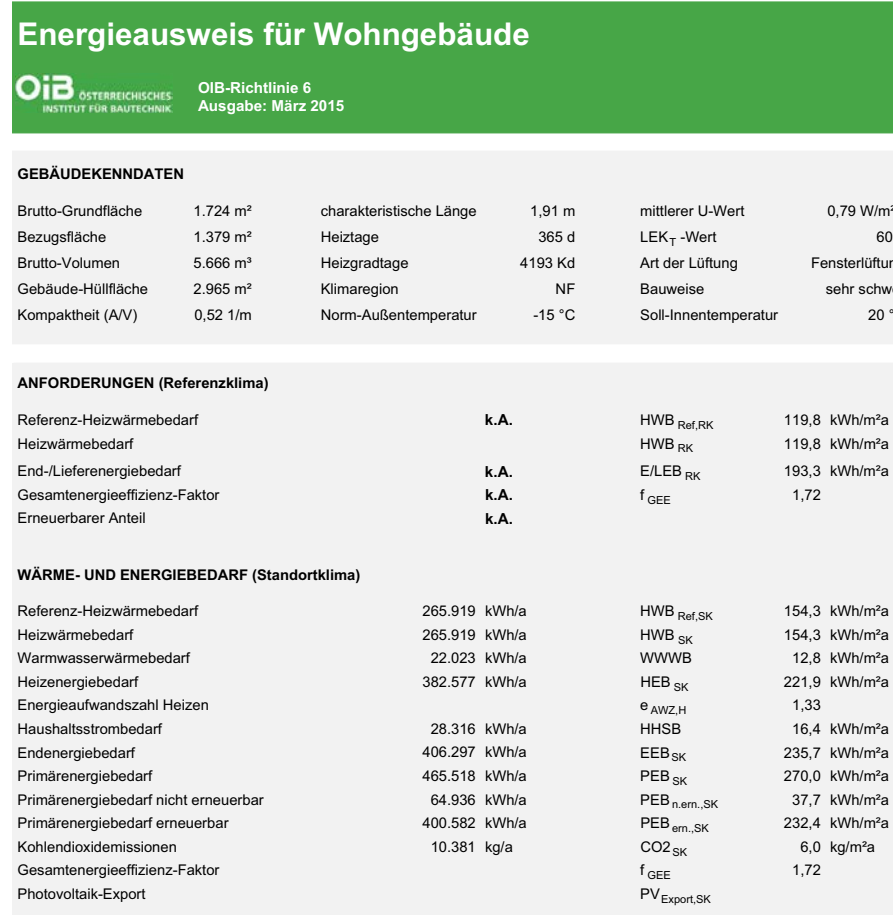 Energieausweis für Wohngebäude
OiB ÖSTERREICHISCHES
INSTITUT FÜR BAUTECHNIK
OIB-Richtlinie 6
Ausgabe: März 2015
GEBÄUDEKENNDATEN
Brutto-Grundfläche 1.724 m² charakteristische Länge 1,91 m mittlerer U-Wert 0,79 W/m²
Bezugsfläche 1.379 m² Heiztage 365 d LEK T -Wert 60
Brutto-Volumen 5.666 m³ Heizgradtage 4193 Kd Art der Lüftung Fensterlüftun
Gebäude-Hüllfläche 2.965 m² Klimaregion NF Bauweise sehr schwe
Kompaktheit (A/V) 0,52 1/m Norm-Außentemperatur -15 °C Soll-Innentemperatur 20 °
ANFORDERUNGEN (Referenzklima)
Referenz-Heizwärmebedarf k.A. HWB Ref,RK 119,8 kWh/m²a
Heizwärmebedarf HWB RK 119,8 kWh/m²a
End-/Lieferenergiebedarf k.A. E/LEB RK 193,3 kWh/m²a
Gesamtenergieeffizienz-Faktor k.A. f GEE 1,72
Erneuerbarer Anteil k.A.
WÄRME- UND ENERGIEBEDARF (Standortklima)
Referenz-Heizwärmebedarf 265.919 kWh/a HWB Ref,SK 154,3 kWh/m²a
Heizwärmebedarf 265.919 kWh/a HWB SK 154,3 kWh/m²a
Warmwasserwärmebedarf 22.023 kWh/a WWWB 12,8 kWh/m²a
Heizenergiebedarf 382.577 kWh/a HEB SK 221,9 kWh/m²a
Energieaufwandszahl Heizen e AWZ,H 1,33
Haushaltsstrombedarf 28.316 kWh/a HHSB 16,4 kWh/m²a
Endenergiebedarf 406.297 kWh/a EEB SK 235,7 kWh/m²a
Primärenergiebedarf 465.518 kWh/a PEB SK 270,0 kWh/m²a
Primärenergiebedarf nicht erneuerbar 64.936 kWh/a PEB n.ern.,SK 37,7 kWh/m²a
Primärenergiebedarf erneuerbar 400.582 kWh/a PEB ern.,SK 232,4 kWh/m²a
Kohlendioxidemissionen 10.381 kg/a CO2 SK 6,0 kg/m²a
Gesamtenergieeffizienz-Faktor f GEE 1,72
Photovoltaik-Export PV Export,SK